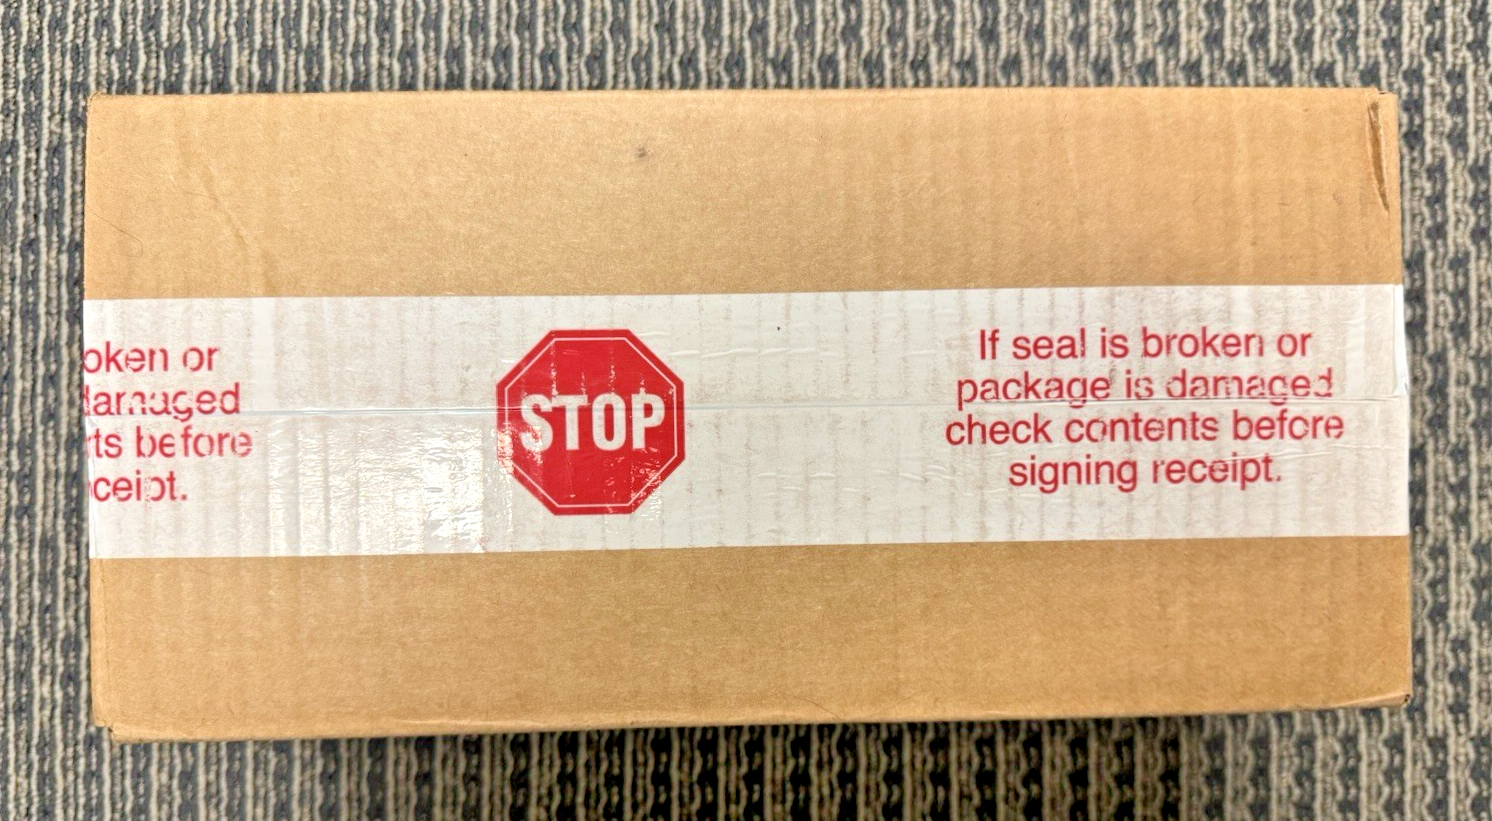 oken or
damaged
ts before
ceipt.
STOP
If seal is broken or
package is damaged
check contents before
signing receipt.